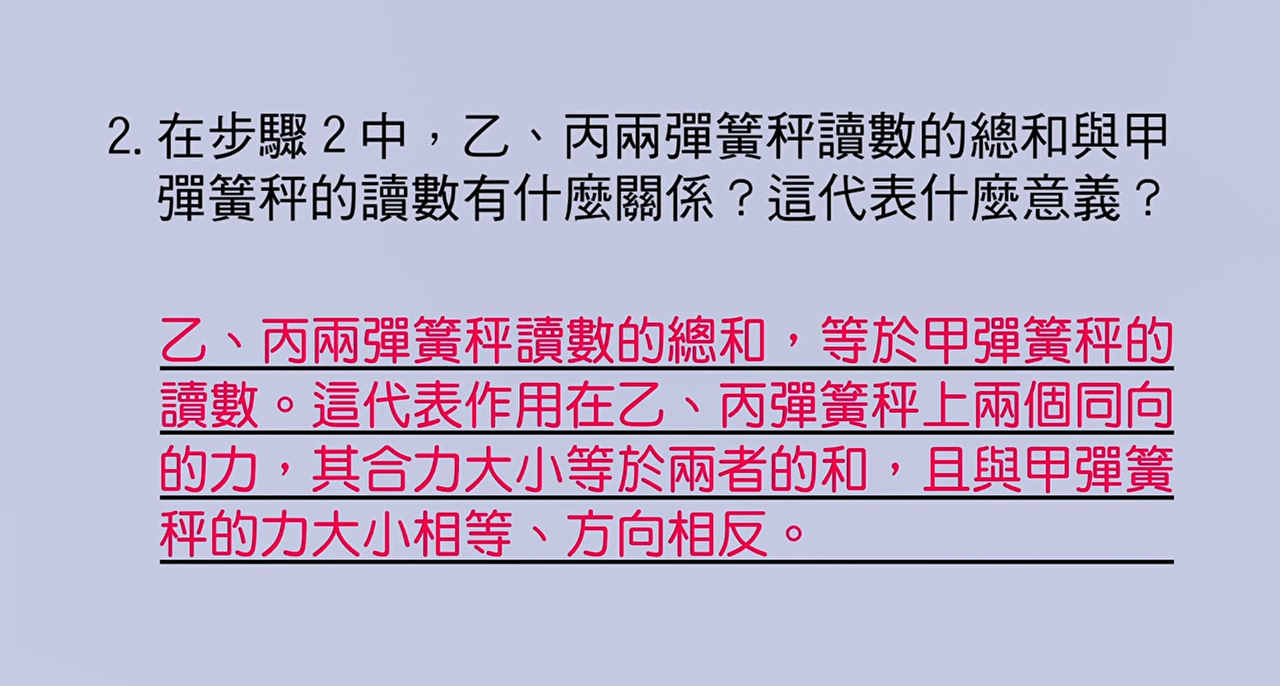 2. 在步驟2中，乙、丙兩彈簧秤讀數的總和與甲
彈簧秤的讀數有什麼關係？這代表什麼意義？
乙、丙兩彈簧秤讀數的總和，等於甲彈簧秤的
讀數。這代表作用在乙、丙彈簧秤上兩個同向
的力，其合力大小等於兩者的和，且與甲彈簧
秤的力大小相等、方向相反。